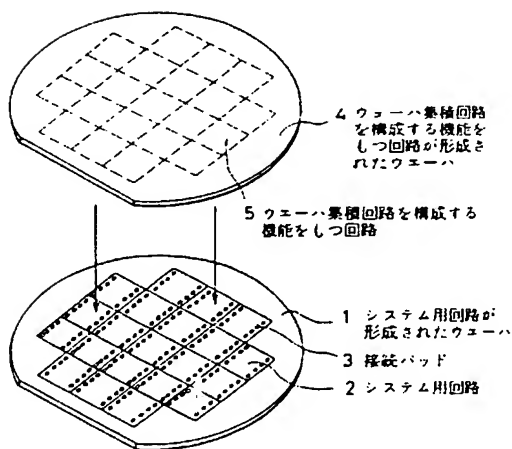 4 ウェーハ集積回路
を構成する機能を
もつ回路が形成さ
れたウエーハ
5 ウエーハ集積回路を構成する
機能をもつ回路
1 システム用回路が
形成されたウエーハ
3 接続パッド
2 システム用回路